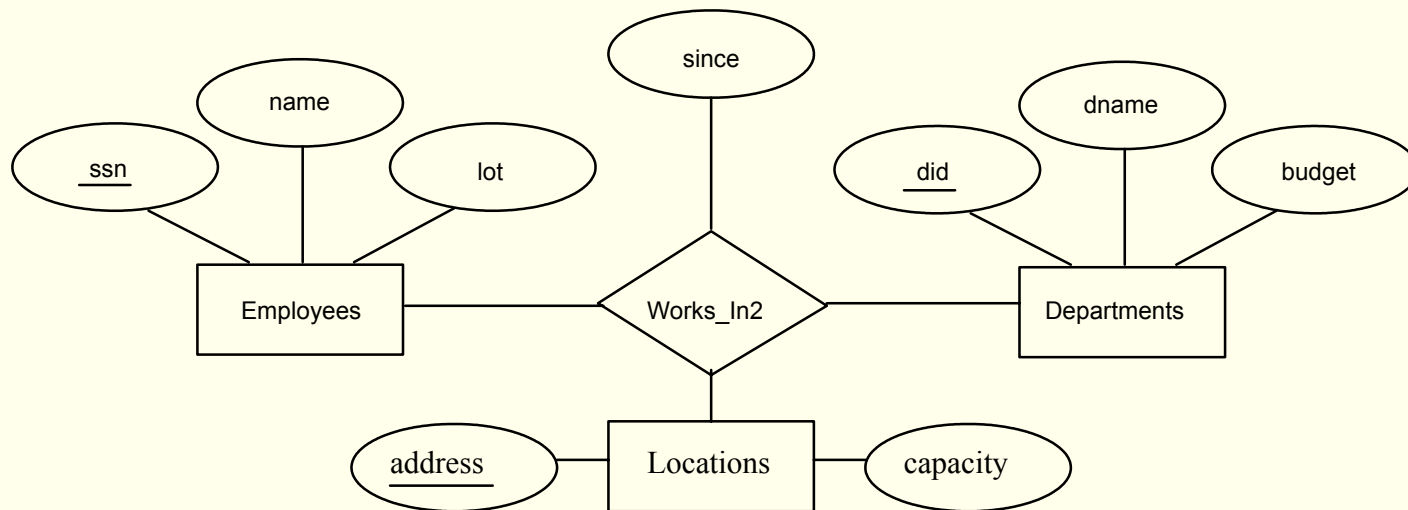 since
name
dname
ssn
lot
did
budget
Employees
Works_In2
Departments
address
Locations
capacity